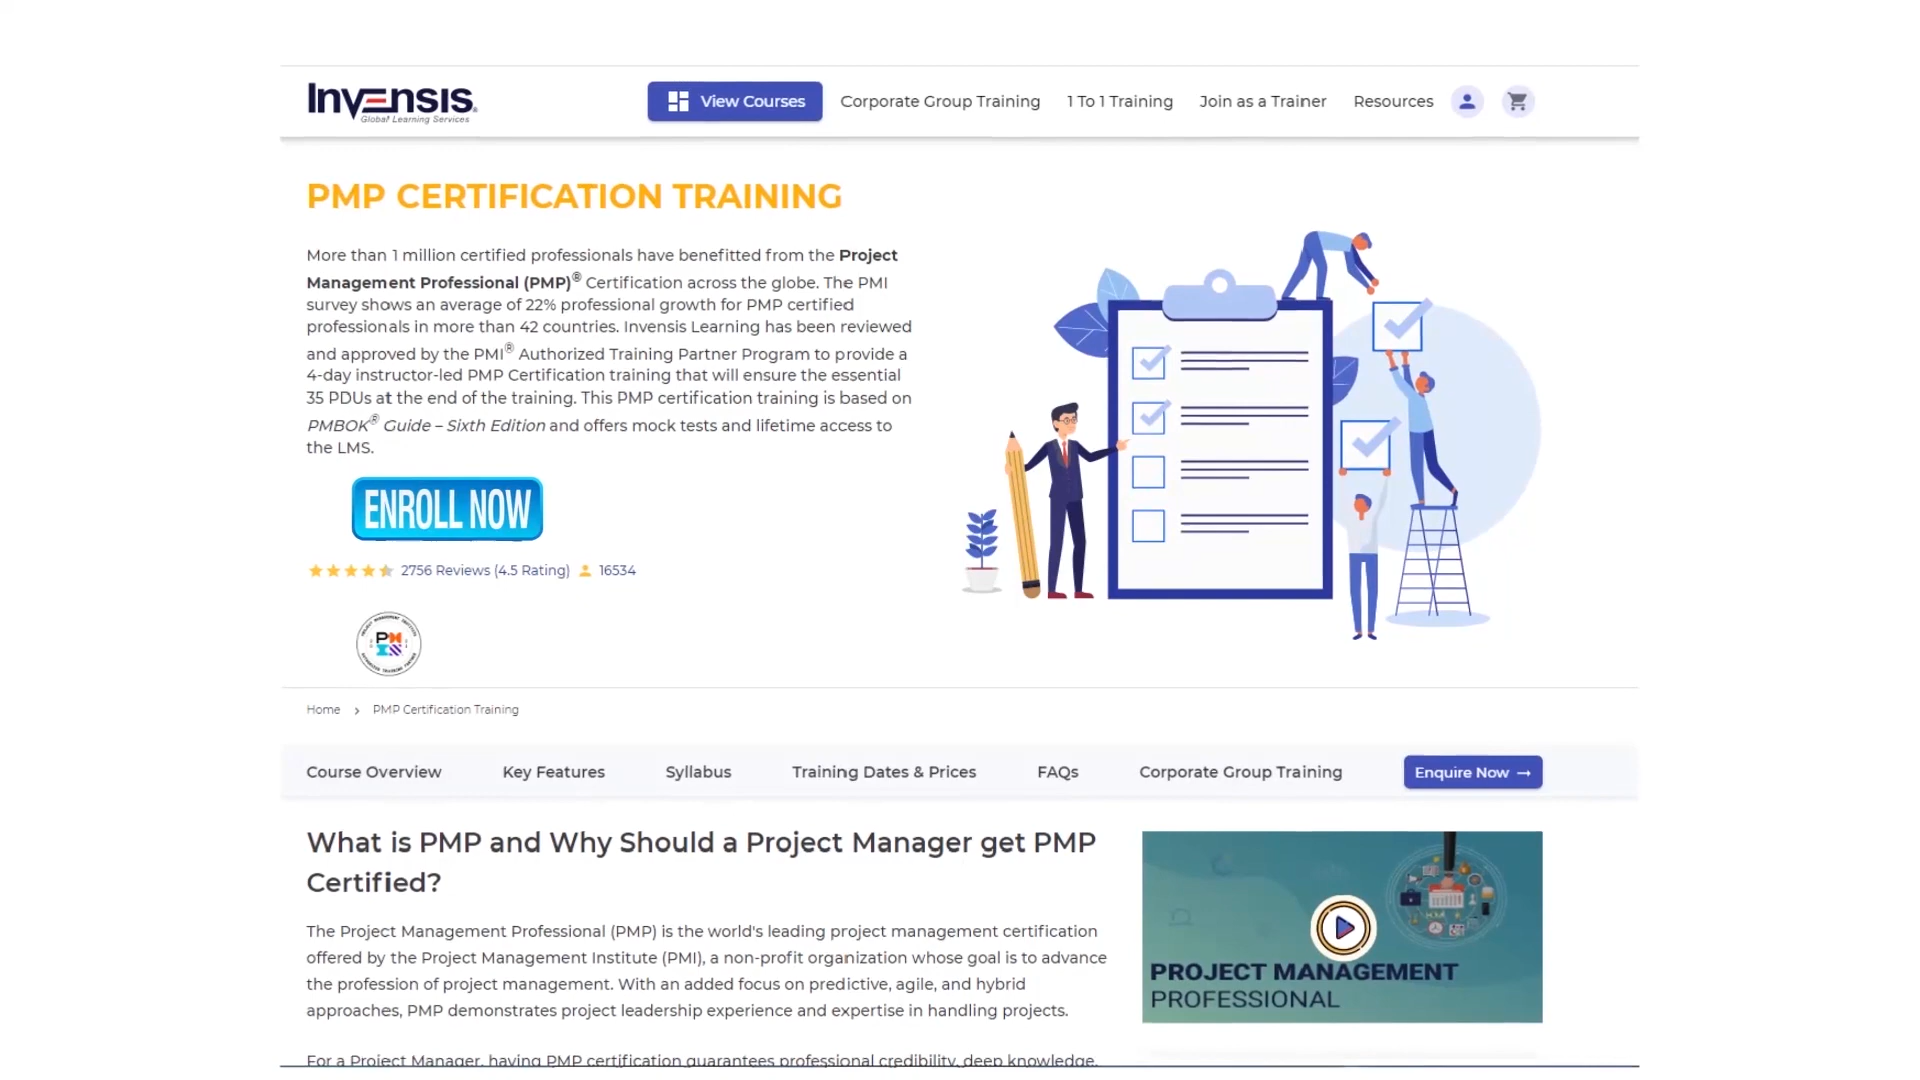 Invensis
Global Learning Services
View Courses
Corporate Group Training
1 To 1 Training
Join as a Trainer
Resources
PMP CERTIFICATION TRAINING
More than 1 million certified professionals have benefitted from the Project
Management Professional (PMP)® Certification across the globe. The PMI
survey shows an average of 22% professional growth for PMP certified
professionals in more than 42 countries. Invensis Learning has been reviewed
and approved by the PMI® Authorized Training Partner Program to provide a
4-day instructor-led PMP Certification training that will ensure the essential
35 PDUs at the end of the training. This PMP certification training is based on
PMBOK® Guide – Sixth Edition and offers mock tests and lifetime access to
the LMS.
ENROLL NOW
2756 Reviews (4.5 Rating) 16534
Home > PMP Certification Training
Course Overview
Key Features
Syllabus
Training Dates & Prices
FAQs
Corporate Group Training
Enquire Now →
What is PMP and Why Should a Project Manager get PMP
Certified?
The Project Management Professional (PMP) is the world's leading project management certification
offered by the Project Management Institute (PMI), a non-profit organization whose goal is to advance
the profession of project management. With an added focus on predictive, agile, and hybrid
approaches, PMP demonstrates project leadership experience and expertise in handling projects.
For a Project Manager, having PMP certification guarantees professional credibility, deep knowledge,
PROJECT MANAGEMENT
PROFESSIONAL